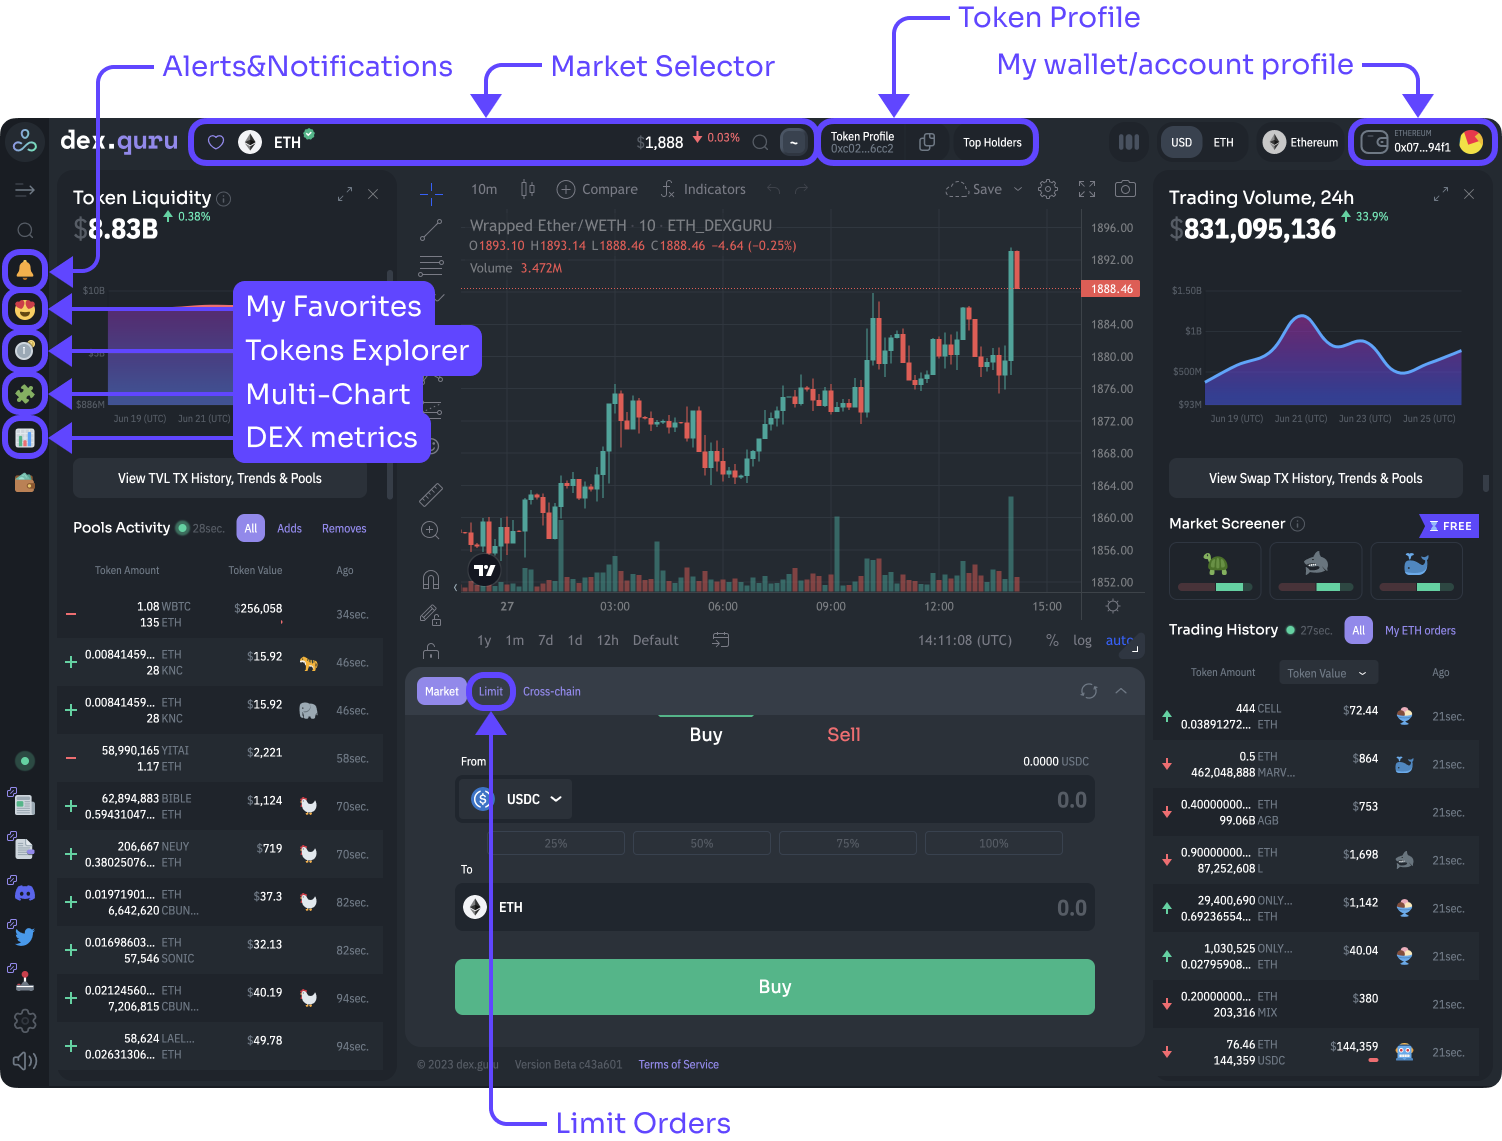 Token Profile
Alerts&Notifications
Market Selector
My wallet/account profile
dex.guru
ETH
$1,888
0.03%
~
Token Profile
0xc02...6cc2
Top Holders
USD
ETH
Ethereum
ETHEREUM
0x07...94f1
Token Liquidity
$8.83B
0.38%
$10B
$886M
Jun 19 (UTC)
Jun 21 (UTC)
My Favorites
Tokens Explorer
Multi-Chart
DEX metrics
View TVL TX History, Trends & Pools
Pools Activity
28sec.
All
Adds
Removes
Token Amount
Token Value
Ago
1.08 WBTC
135 ETH
$256,058
34sec.
0.00841459... ETH
28 KNC
$15.92
46sec.
0.00841459... ETH
28 KNC
$15.92
46sec.
58,990,165 YITAI
1.17 ETH
$2,221
58sec.
62,894,883 BIBLE
0.59431047... ETH
$1,124
70sec.
206,667 NEUY
0.38025076... ETH
$719
70sec.
0.01971901... ETH
6,642,620 CBUN...
$37.3
82sec.
0.01698603... ETH
57,546 SONIC
$32.13
82sec.
0.02124560... ETH
7,206,815 CBUN...
$40.19
94sec.
58,624 LAEL...
0.02631306... ETH
$49.78
94sec.
10m
Compare
Indicators
Save
Wrapped Ether/WETH · 10 · ETH_DEXGURU
O1893.10 H1893.14 L1888.46 C1888.46 −4.64 (−0.25%)
Volume 3.472M
1896.00
1892.00
1888.46
1884.00
1880.00
1876.00
1872.00
1868.00
1864.00
1860.00
1856.00
1852.00
27
03:00
06:00
09:00
12:00
15:00
1y
1m
7d
1d
12h
Default
14:11:08 (UTC)
%
log
auto
Market
Limit
Cross-chain
Buy
Sell
From
0.0000 USDC
USDC
0.0
25%
50%
75%
100%
To
ETH
0.0
Buy
© 2023 dex.guru
Version Beta c43a601
Terms of Service
Limit Orders
Trading Volume, 24h
$831,095,136
33.9%
$1.50B
$1B
$500M
$93M
Jun 19 (UTC)
Jun 21 (UTC)
Jun 23 (UTC)
Jun 25 (UTC)
View Swap TX History, Trends & Pools
Market Screener
FREE
Trading History
27sec.
All
My ETH orders
Token Amount
Token Value
Ago
444 CELL
0.03891272... ETH
$72.44
21sec.
0.5 ETH
462,048,888 MARV...
$864
21sec.
0.40000000... ETH
99.06B AGB
$753
21sec.
0.90000000... ETH
87,252,608 L
$1,698
21sec.
29,400,690 ONLY...
0.69236554... ETH
$1,142
21sec.
1,030,525 ONLY...
0.02795908... ETH
$40.04
21sec.
0.20000000... ETH
203,316 MIX
$380
21sec.
76.46 ETH
144,359 USDC
$144,359
21sec.